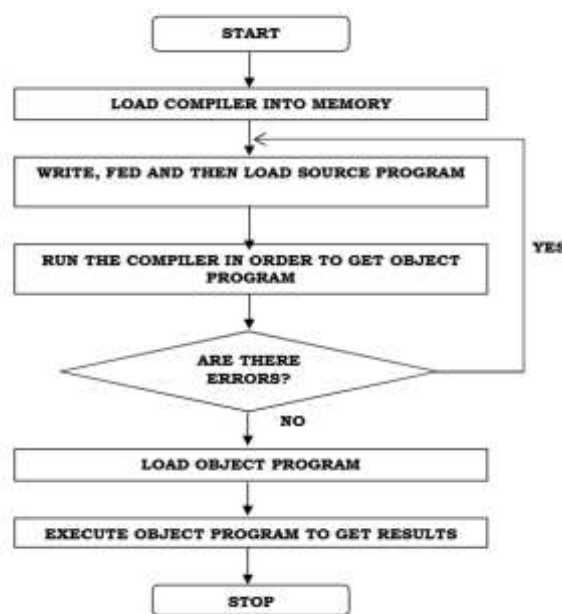 START
LOAD COMPILER INTO MEMORY
WRITE, FED AND THEN LOAD SOURCE PROGRAM
RUN THE COMPILER IN ORDER TO GET OBJECT
PROGRAM
YES
ARE THERE
ERRORS?
NO
LOAD OBJECT PROGRAM
EXECUTE OBJECT PROGRAM TO GET RESULTS
STOP